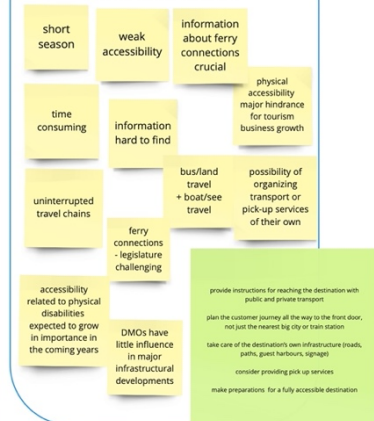 short
season
weak
accessibility
information
about ferry
connections
crucial
physical
accessibility
major hindrance
for tourism
business growth
time
consuming
information
hard to find
bus/land
travel
+ boat/see
travel
possibility of
organizing
transport or
pick-up services
of their own
uninterrupted
travel chains
ferry
connections
- legislature
challenging
accessibility
related to physical
disabilities
expected to grow
in importance in
the coming years
DMOs have
little influence
in major
infrastructural
developments
provide instructions for reaching the destination with
public and private transport
plan the customer journey all the way to the front door,
not just the nearest big city or train station
take care of the destination's own infrastructure (roads,
paths, guest harbours, signage)
consider providing pick up services
make preparations for a fully accessible destination